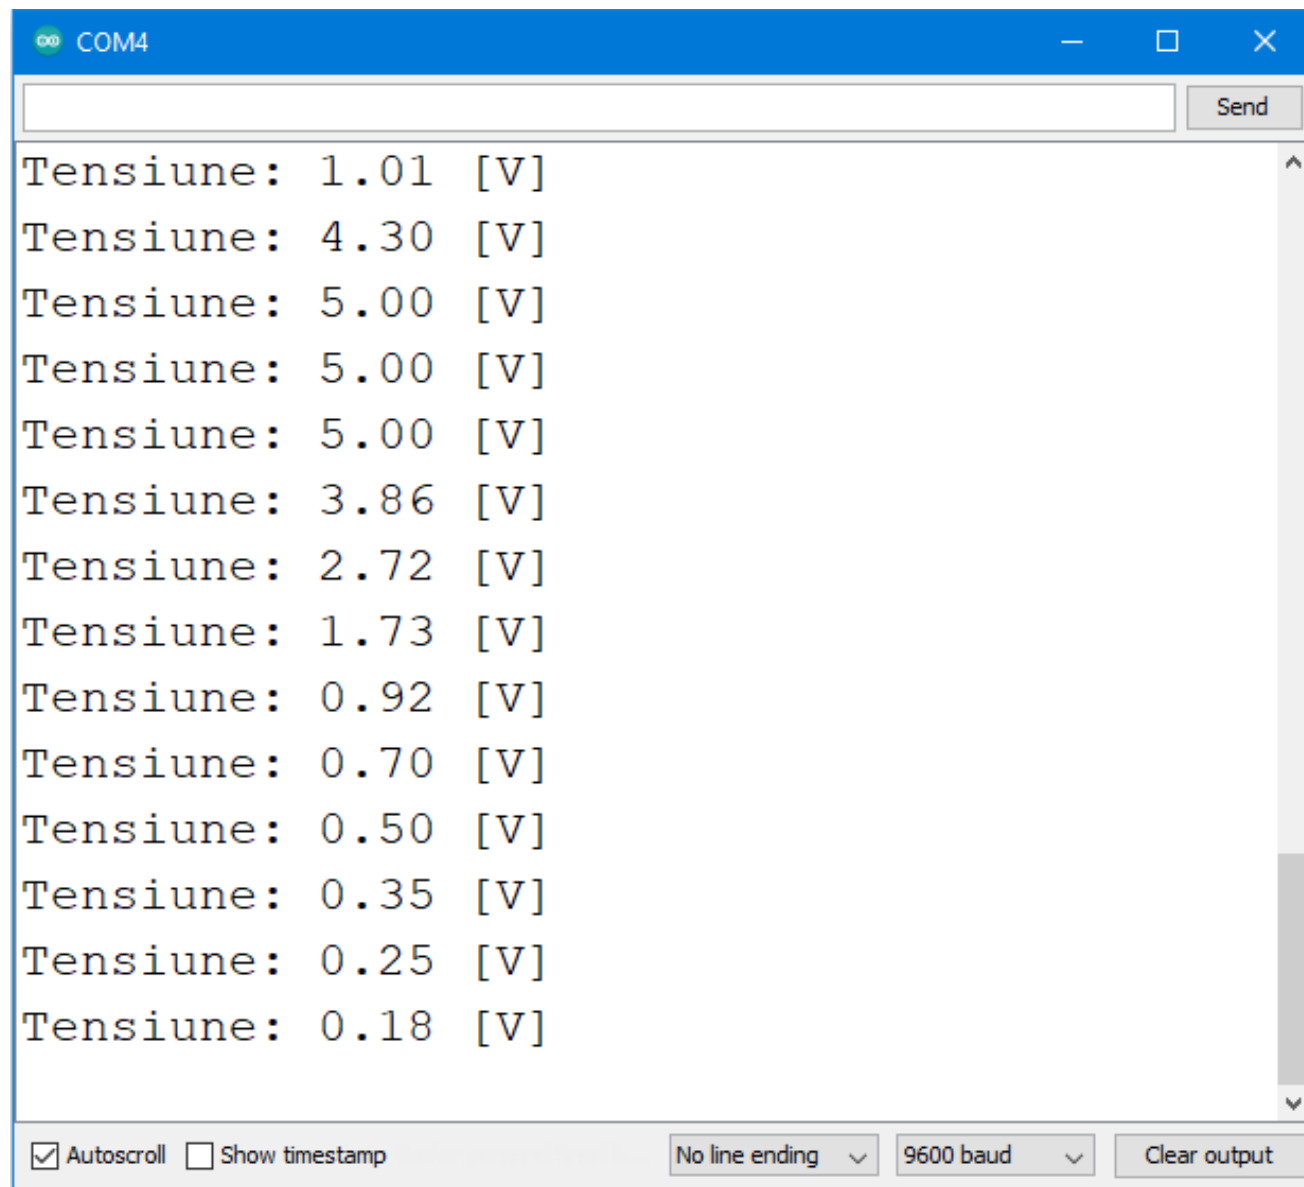 COM4
Send
Tensiune: 1.01 [V]
Tensiune: 4.30 [V]
Tensiune: 5.00 [V]
Tensiune: 5.00 [V]
Tensiune: 5.00 [V]
Tensiune: 3.86 [V]
Tensiune: 2.72 [V]
Tensiune: 1.73 [V]
Tensiune: 0.92 [V]
Tensiune: 0.70 [V]
Tensiune: 0.50 [V]
Tensiune: 0.35 [V]
Tensiune: 0.25 [V]
Tensiune: 0.18 [V]
Autoscroll Show timestamp No line ending 9600 baud Clear output